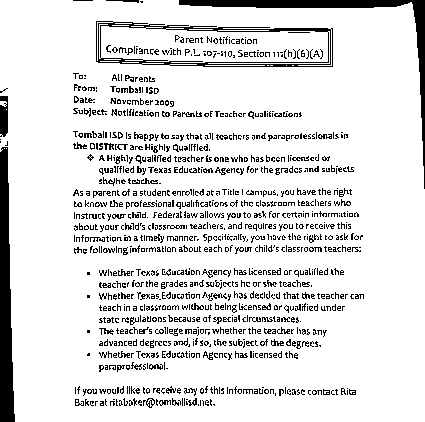 Parent Notification
Compliance with P.L. 107-110, Section 111(h)(6)(A)
To: All Parents
From: Tomball ISD
Date: November 2009
Subject: Notification to Parents of Teacher Qualifications
Tomball ISD is happy to say that all teachers and paraprofessionals in
the DISTRICT are Highly Qualified.
❖ A Highly Qualified teacher is one who has been licensed or
qualified by Texas Education Agency for the grades and subjects
she/he teaches.
As a parent of a student enrolled at a Title I campus, you have the right
to know the professional qualifications of the classroom teachers who
instruct your child. Federal law allows you to ask for certain information
about your child's classroom teachers, and requires you to receive this
information in a timely manner. Specifically, you have the right to ask for
the following information about each of your child's classroom teachers:
• Whether Texas Education Agency has licensed or qualified the
teacher for the grades and subjects he or she teaches.
• Whether Texas Education Agency has decided that the teacher can
teach in a classroom without being licensed or qualified under
state regulations because of special circumstances.
• The teacher's college major; whether the teacher has any
advanced degrees and, if so, the subject of the degrees.
• Whether Texas Education Agency has licensed the
paraprofessional.
If you would like to receive any of this information, please contact Rita
Baker at ritabaker@tomballisd.net.